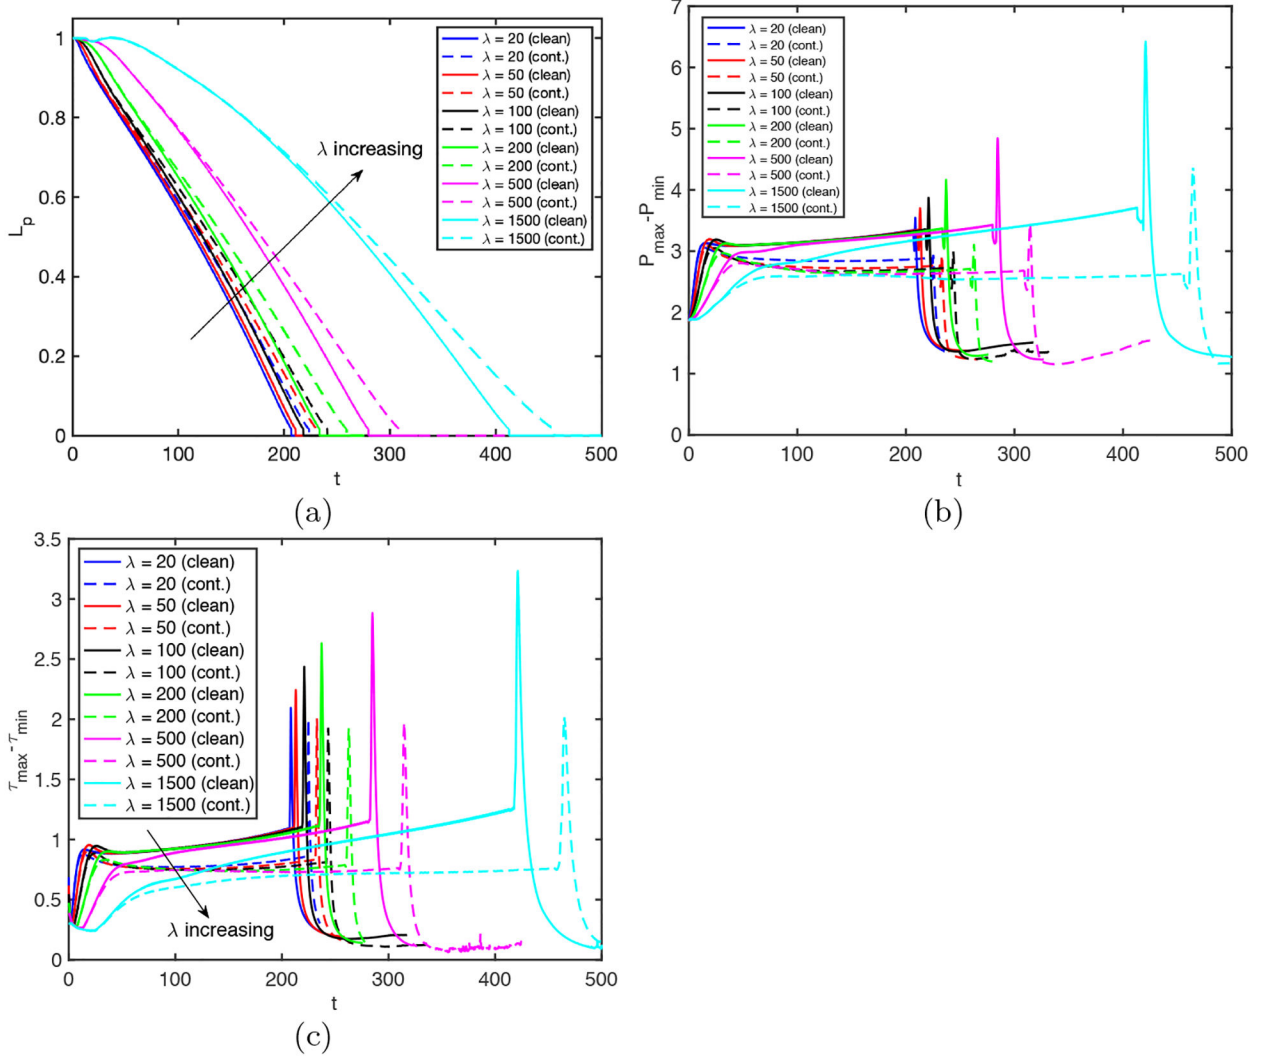 1
0.8
0.6
0.4
0.2
0
L_p
0 100 200 300 400 500
t
λ increasing
λ = 20 (clean)
λ = 20 (cont.)
λ = 50 (clean)
λ = 50 (cont.)
λ = 100 (clean)
λ = 100 (cont.)
λ = 200 (clean)
λ = 200 (cont.)
λ = 500 (clean)
λ = 500 (cont.)
λ = 1500 (clean)
λ = 1500 (cont.)
(a)
7
6
5
4
3
2
1
0
P_max-P_min
0 100 200 300 400 500
t
λ = 20 (clean)
λ = 20 (cont.)
λ = 50 (clean)
λ = 50 (cont.)
λ = 100 (clean)
λ = 100 (cont.)
λ = 200 (clean)
λ = 200 (cont.)
λ = 500 (clean)
λ = 500 (cont.)
λ = 1500 (clean)
λ = 1500 (cont.)
(b)
3.5
3
2.5
2
1.5
1
0.5
0
τ_max-τ_min
0 100 200 300 400 500
t
λ = 20 (clean)
λ = 20 (cont.)
λ = 50 (clean)
λ = 50 (cont.)
λ = 100 (clean)
λ = 100 (cont.)
λ = 200 (clean)
λ = 200 (cont.)
λ = 500 (clean)
λ = 500 (cont.)
λ = 1500 (clean)
λ = 1500 (cont.)
λ increasing
(c)